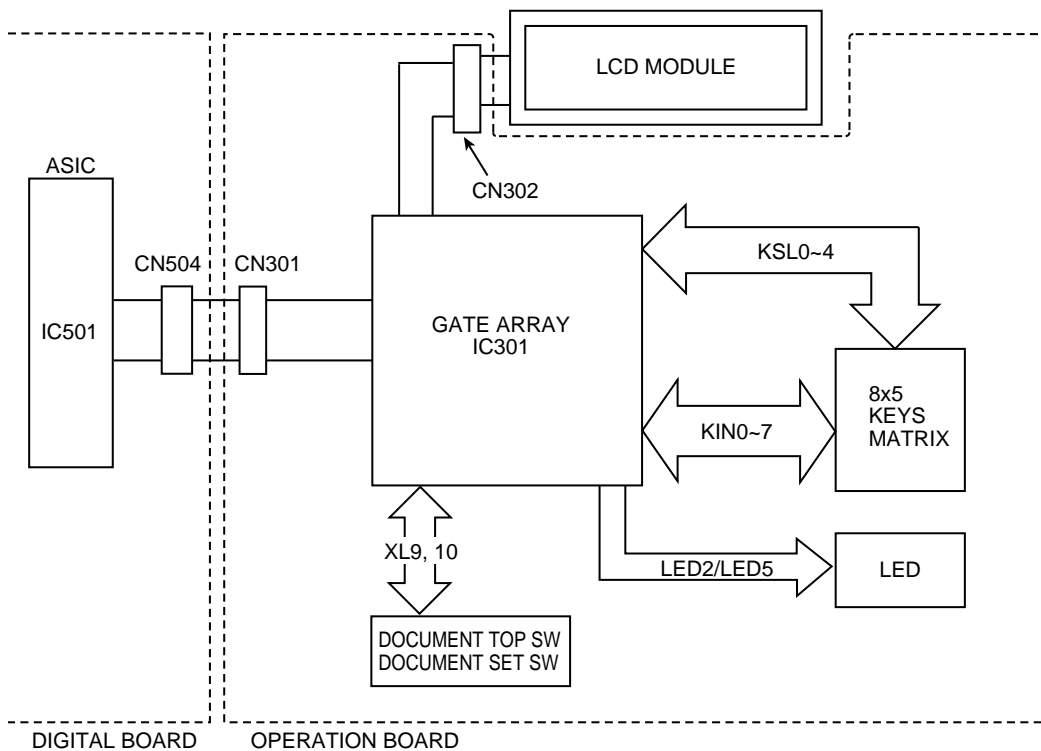 LCD MODULE
ASIC
CN302
CN504
CN301
KSL0~4
IC501
GATE ARRAY
IC301
8x5
KEYS
MATRIX
KIN0~7
XL9, 10
LED2/LED5
LED
DOCUMENT TOP SW
DOCUMENT SET SW
DIGITAL BOARD
OPERATION BOARD